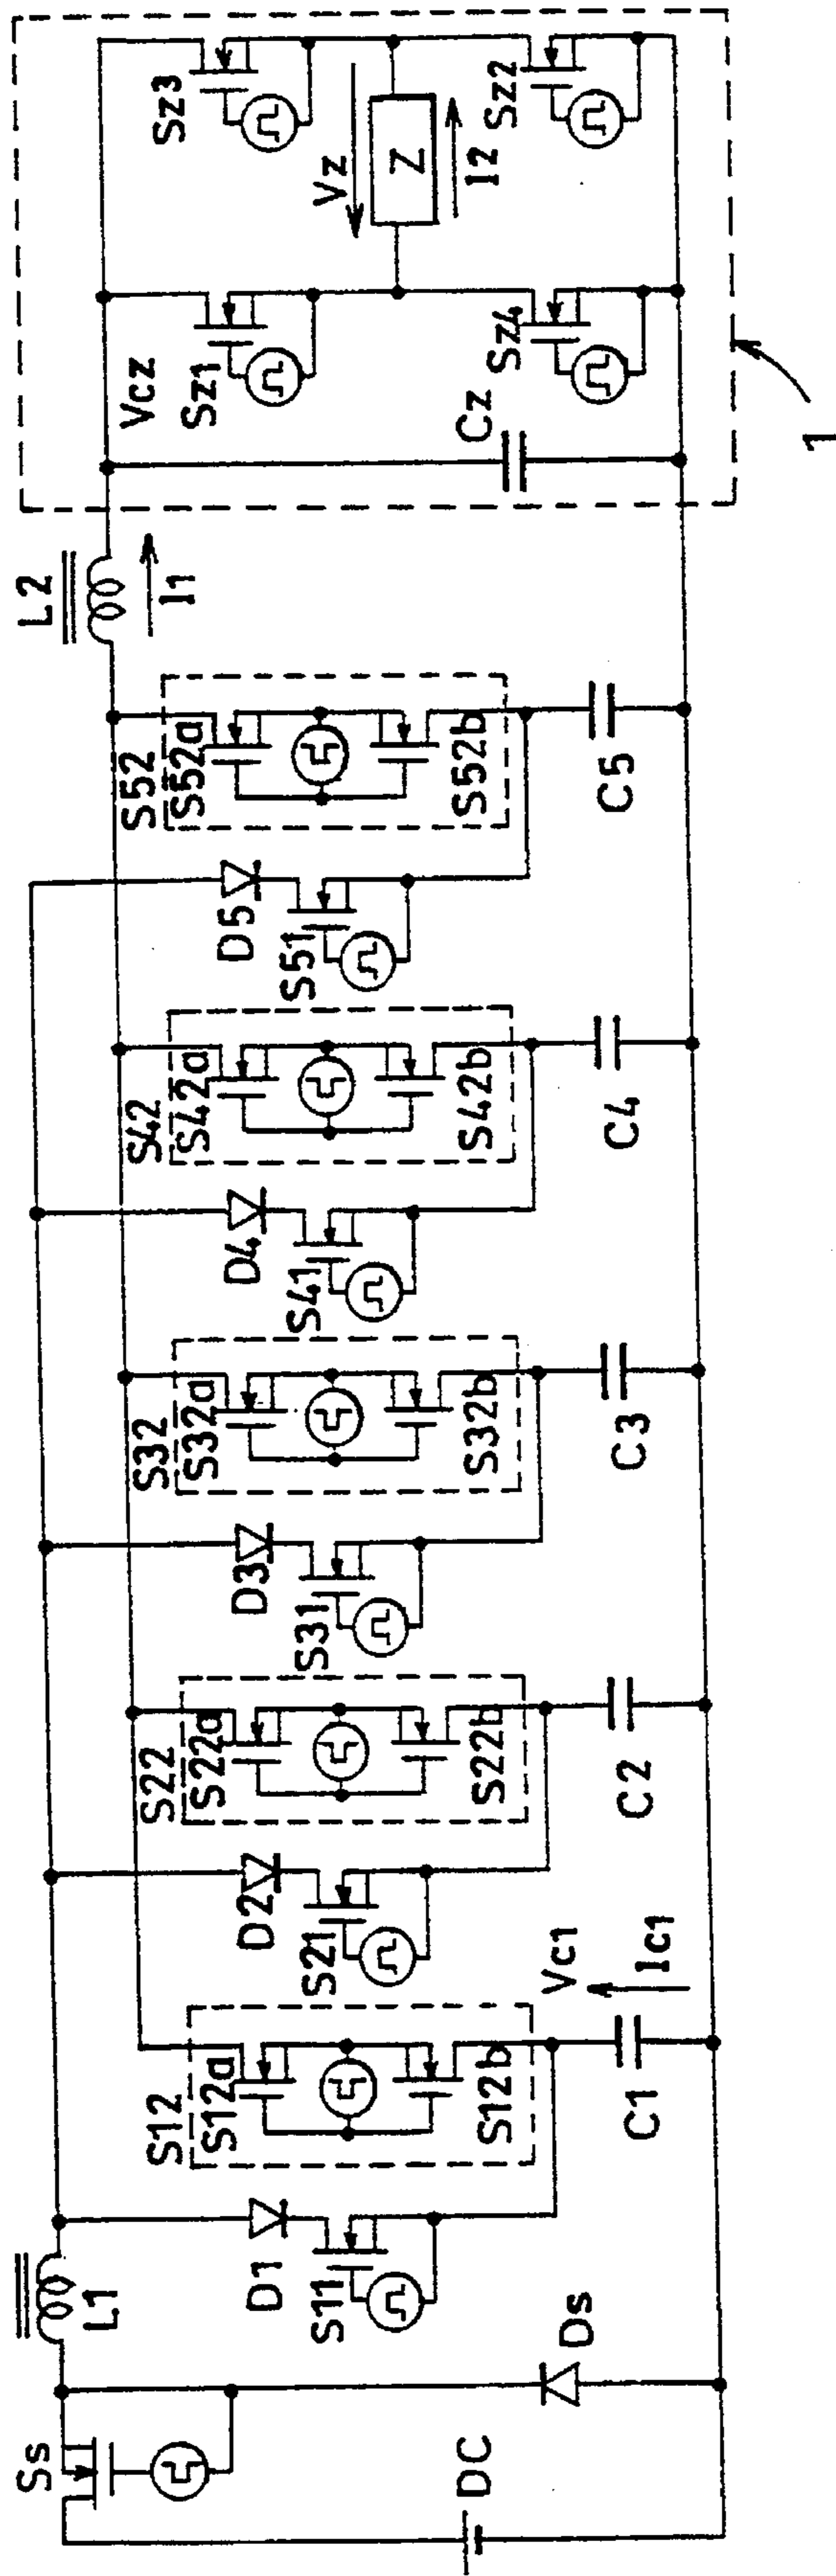 Ss
DC
Ds
L1
D1
S11
S12
S12a
S12b
C1
Vc1
Ic1
D2
S21
S22
S22a
S22b
C2
D3
S31
S32
S32a
S32b
C3
D4
S41
S42
S42a
S42b
C4
D5
S51
S52
S52a
S52b
C5
L2
I1
Cz
Vcz
Sz1
Sz4
Vz
Z
I2
Sz3
Sz2
1